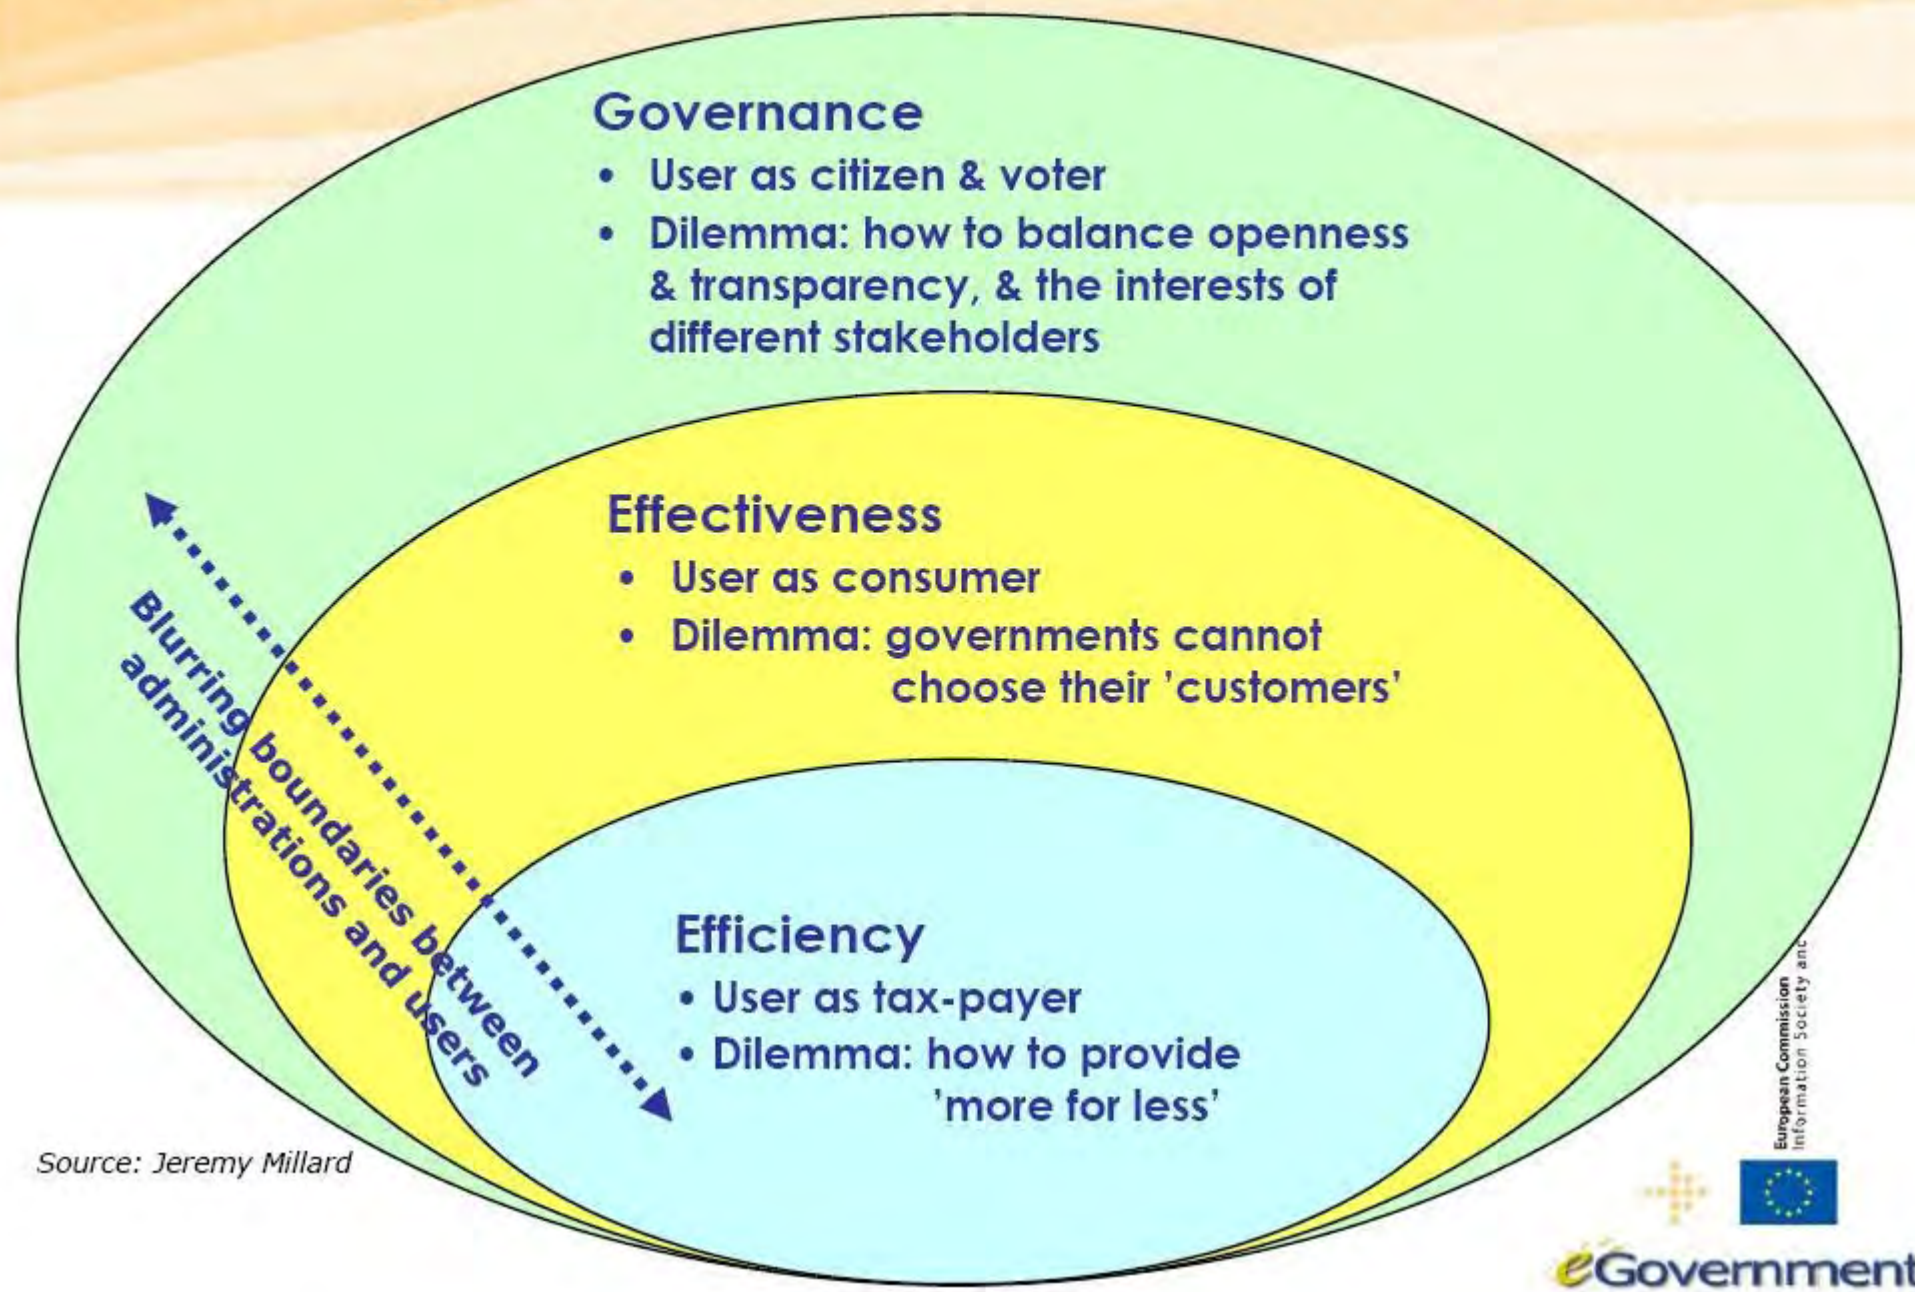 Governance
• User as citizen & voter
• Dilemma: how to balance openness
& transparency, & the interests of
different stakeholders
Effectiveness
• User as consumer
• Dilemma: governments cannot
choose their 'customers'
Blurring boundaries between
administrations and users
Efficiency
• User as tax-payer
• Dilemma: how to provide
'more for less'
Source: Jeremy Millard
European Commission
Information Society and
eGovernment